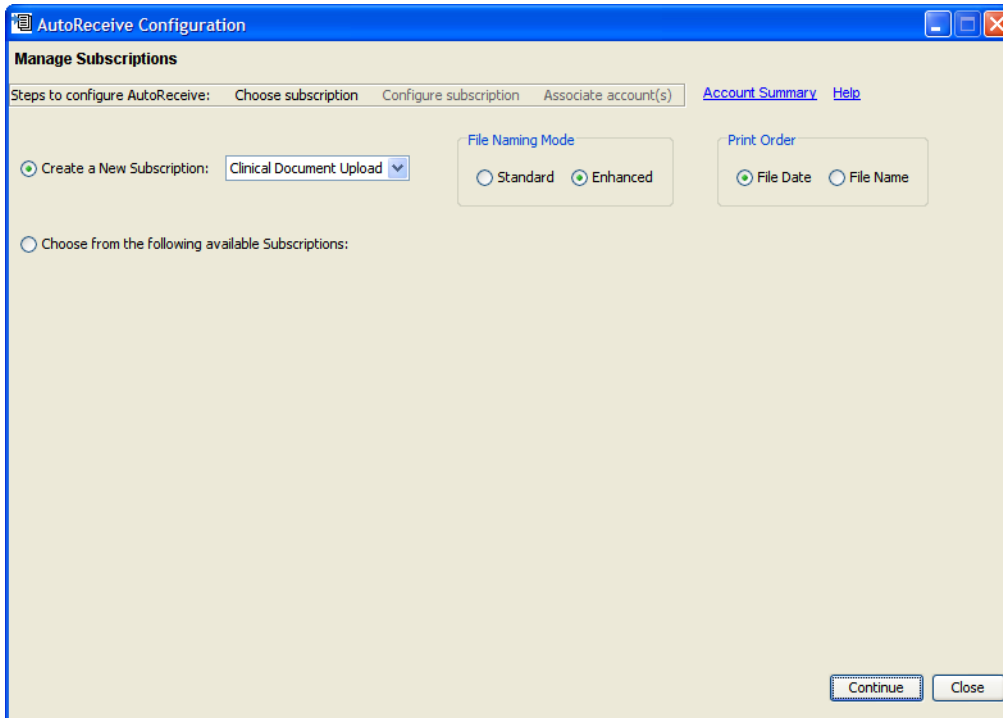 AutoReceive Configuration
Manage Subscriptions
Steps to configure AutoReceive: Choose subscription Configure subscription Associate account(s) Account Summary Help
File Naming Mode Print Order
Create a New Subscription: Clinical Document Upload Standard Enhanced File Date File Name
Choose from the following available Subscriptions:
Continue Close